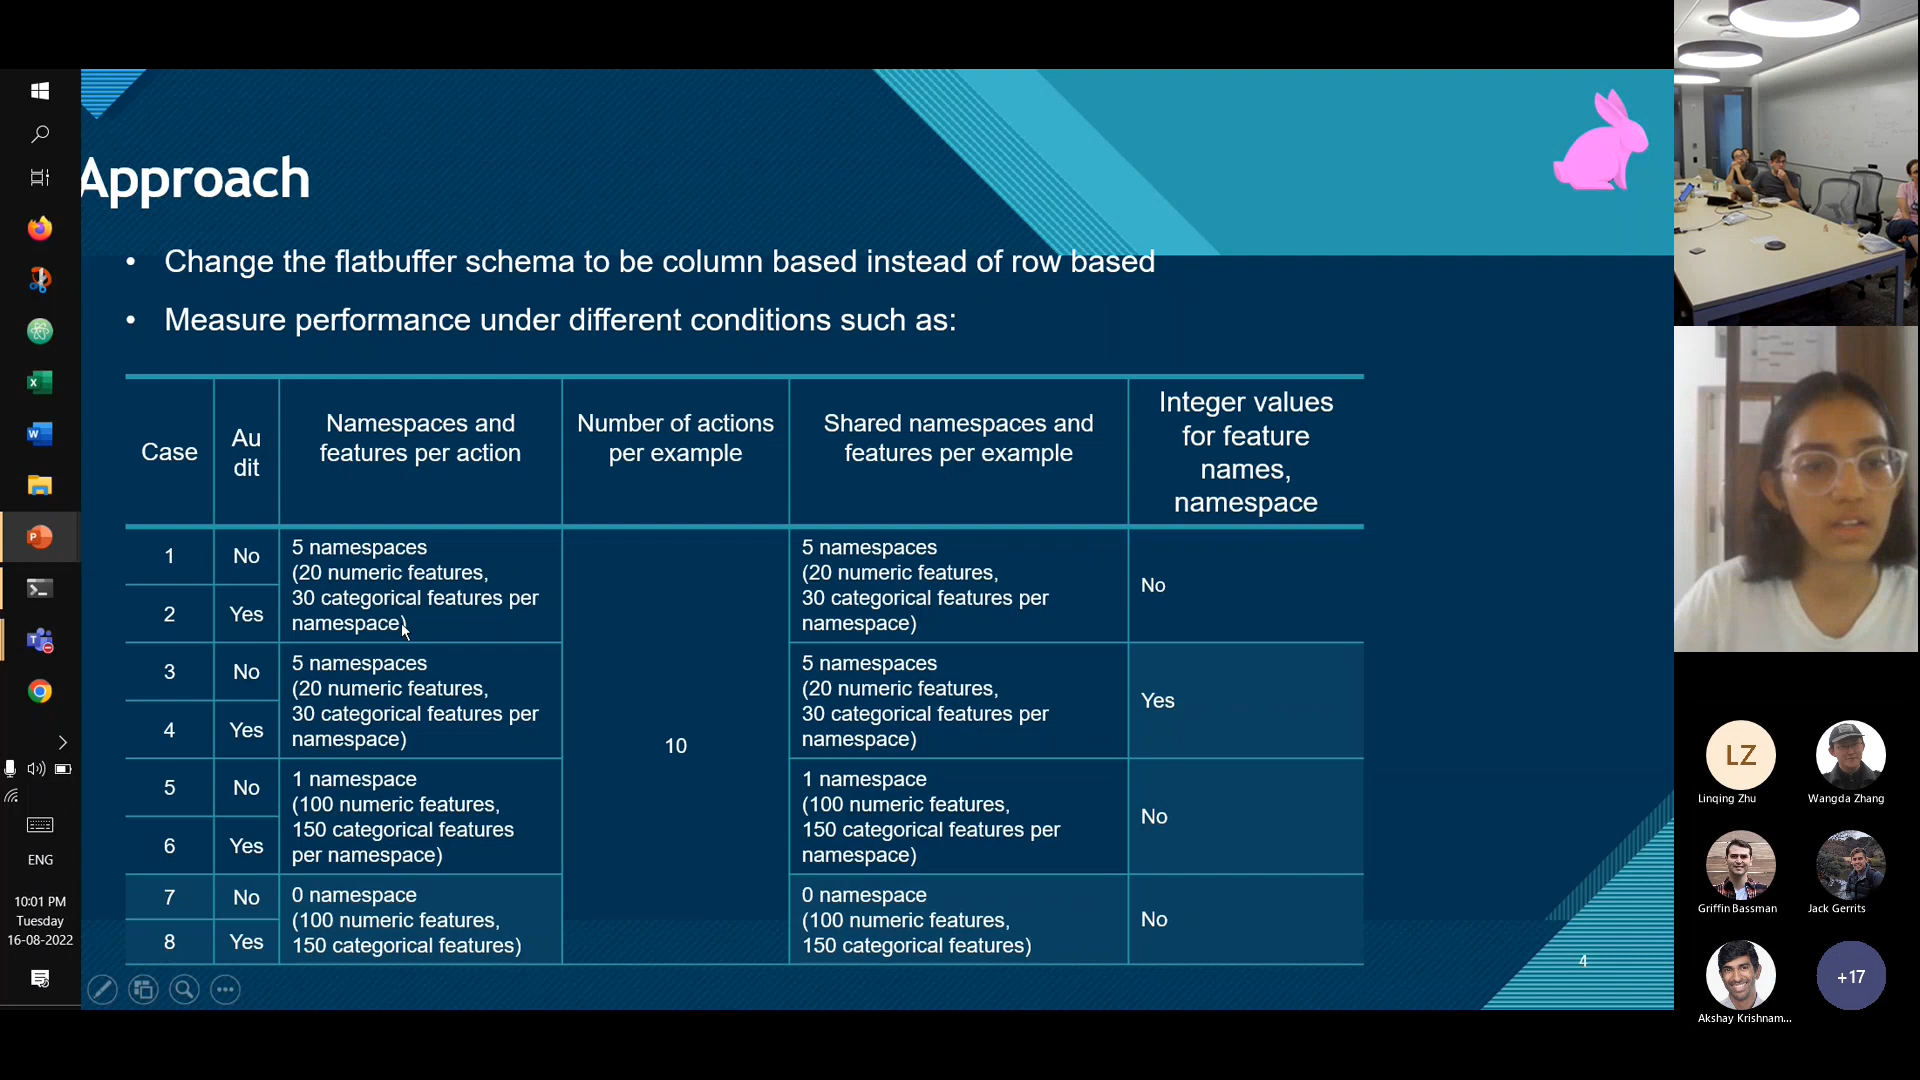 Approach
• Change the flatbuffer schema to be column based instead of row based
• Measure performance under different conditions such as:
Case
Au
dit
Namespaces and
features per action
Number of actions
per example
Shared namespaces and
features per example
Integer values
for feature
names,
namespace
1
No
5 namespaces
(20 numeric features,
30 categorical features per
namespace)
10
5 namespaces
(20 numeric features,
30 categorical features per
namespace)
No
2
Yes
3
No
5 namespaces
(20 numeric features,
30 categorical features per
namespace)
5 namespaces
(20 numeric features,
30 categorical features per
namespace)
Yes
4
Yes
5
No
1 namespace
(100 numeric features,
150 categorical features
per namespace)
1 namespace
(100 numeric features,
150 categorical features per
namespace)
No
6
Yes
7
No
0 namespace
(100 numeric features,
150 categorical features)
0 namespace
(100 numeric features,
150 categorical features)
No
8
Yes
4
ENG
10:01 PM
Tuesday
16-08-2022
LZ
Linqing Zhu
Wangda Zhang
Griffin Bassman
Jack Gerrits
Akshay Krishnam...
+17